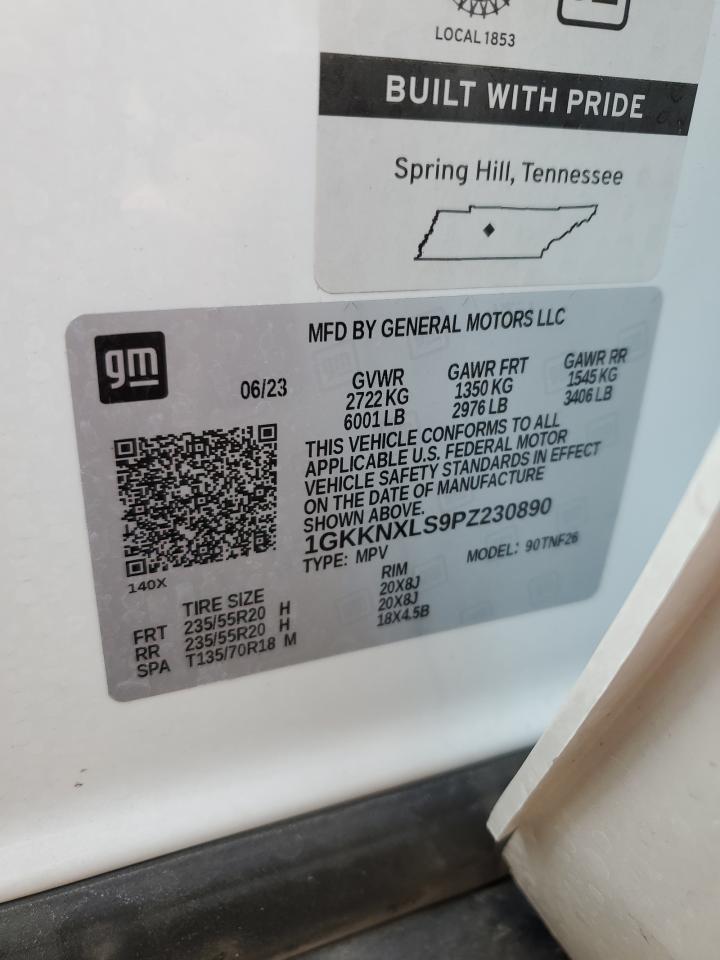 LOCAL 1853
BUILT WITH PRIDE
Spring Hill, Tennessee
gm
MFD BY GENERAL MOTORS LLC
06/23
GVWR GAWR FRT GAWR RR
2722 KG 1350 KG 1545 KG
6001 LB 2976 LB 3406 LB
THIS VEHICLE CONFORMS TO ALL
APPLICABLE U.S. FEDERAL MOTOR
VEHICLE SAFETY STANDARDS IN EFFECT
ON THE DATE OF MANUFACTURE
SHOWN ABOVE.
1GKKNXLS9PZ230890
TYPE: MPV MODEL: 90TNF26
140X
TIRE SIZE RIM
FRT 235/55R20 H 20X8J
RR 235/55R20 H 20X8J
SPA T135/70R18 M 18X4.5B